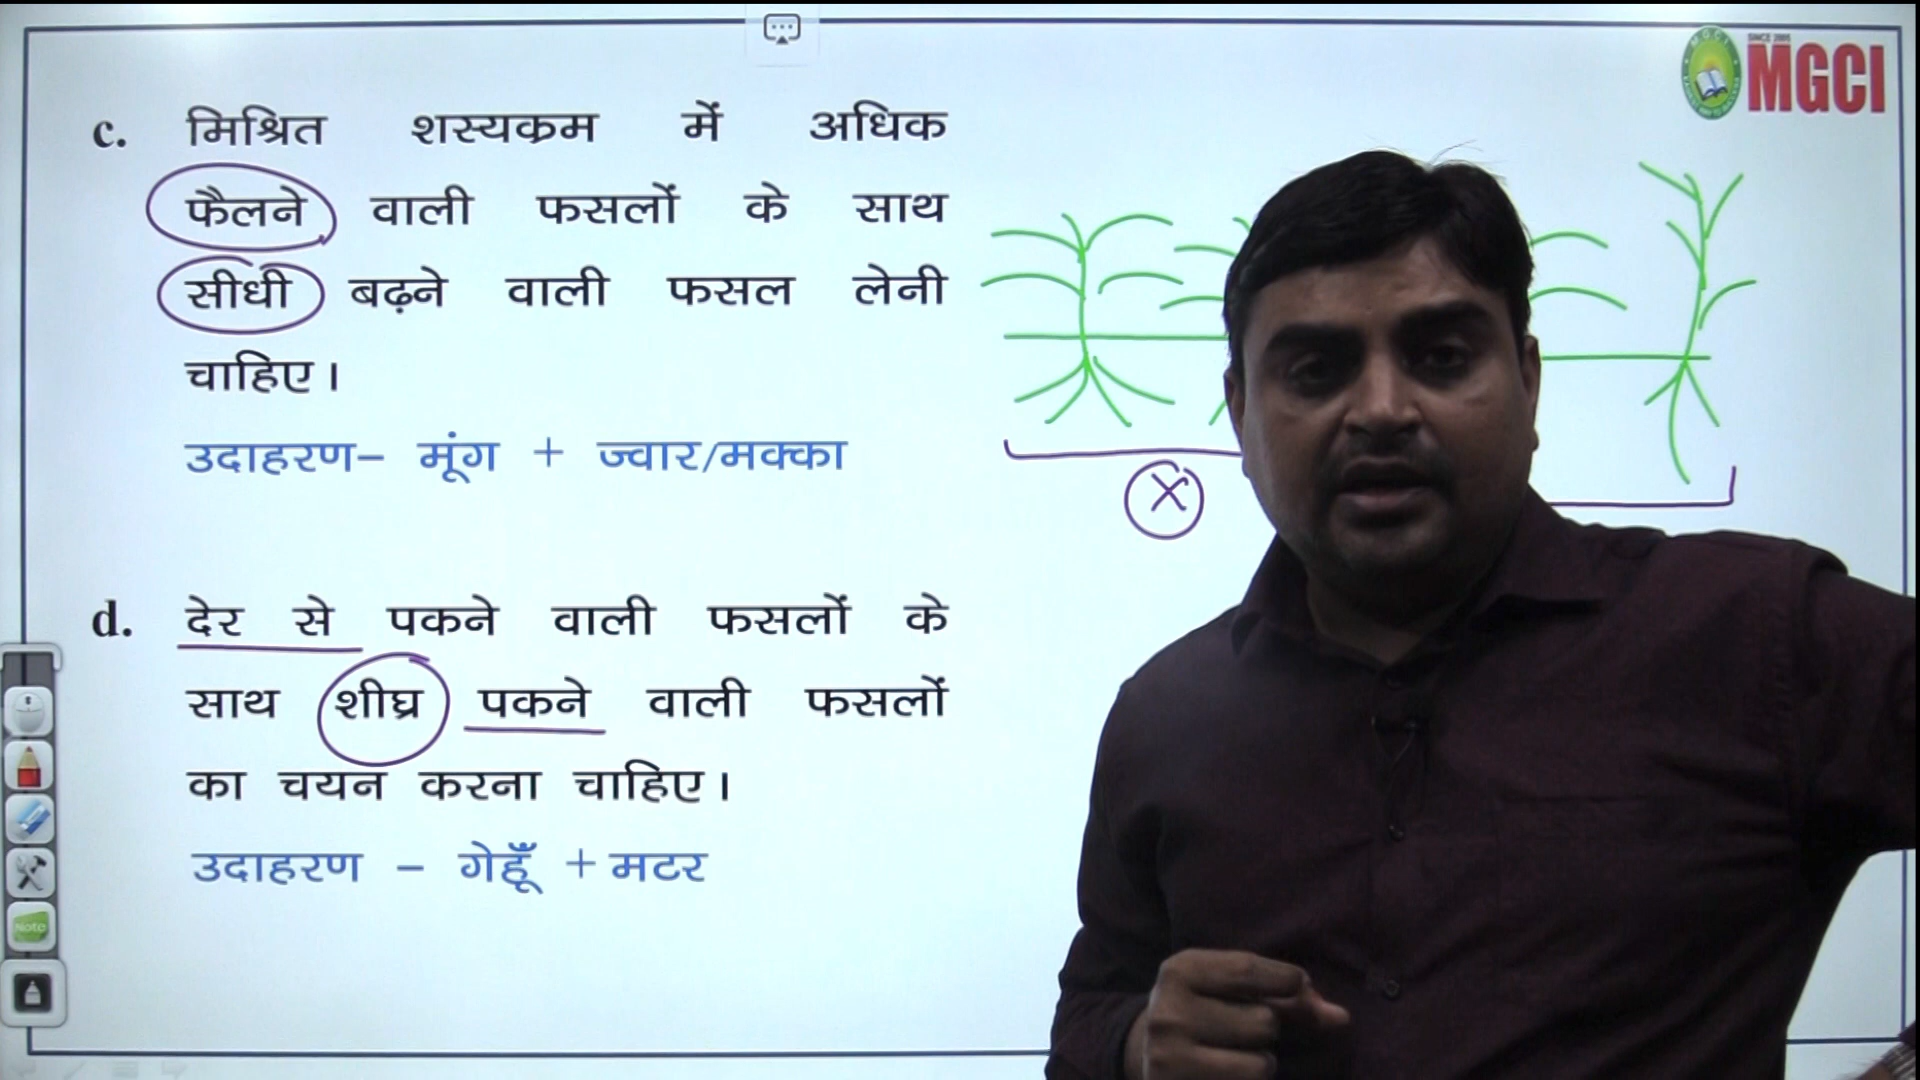 SINCE 2005
MGCI
c. मिश्रित शस्यक्रम में अधिक
फैलने वाली फसलों के साथ
सीधी बढ़ने वाली फसल लेनी
चाहिए।
उदाहरण– मूंग + ज्वार/मक्का
X
d. देर से पकने वाली फसलों के
साथ शीघ्र पकने वाली फसलों
का चयन करना चाहिए।
उदाहरण – गेहूँ + मटर
Note